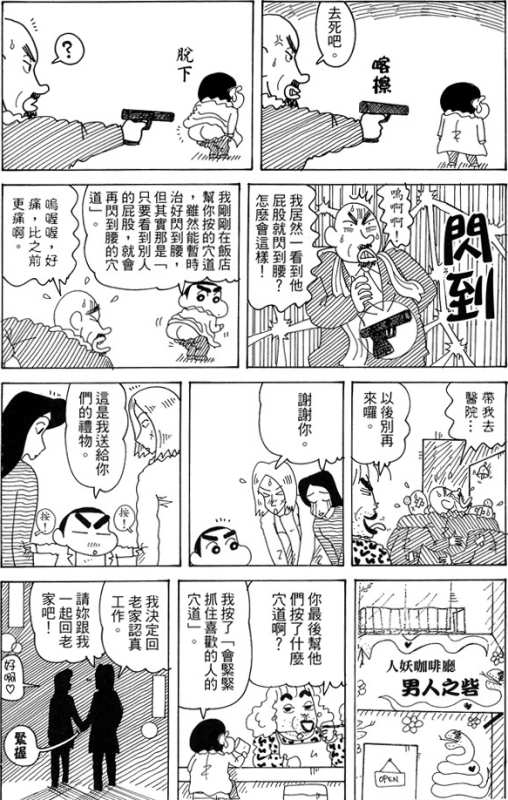 去死吧。
喀擦
？
脫下
我居然一看到他
屁股就閃到腰？
怎麼會這樣！
嗚啊啊！
閃到
我剛剛在飯店
幫你按的穴道
，雖然能暫時
治好閃到腰，
但其實那是「
只要看到別人
的屁股，就會
再閃到腰的穴
道」。
嗚喔喔，好
痛，比之前
更痛啊。
帶我去
醫院…
以後別再
來囉。
謝謝你。
這是我送給你
們的禮物。
按！
按！
人妖咖啡廳
男人之砦
OPEN
你最後幫他
們按了什麼
穴道啊？
我按了「會緊緊
抓住喜歡的人的
穴道」。
我決定回
老家認真
工作。
請妳跟我
一起回老
家吧！
好啊♡
緊握